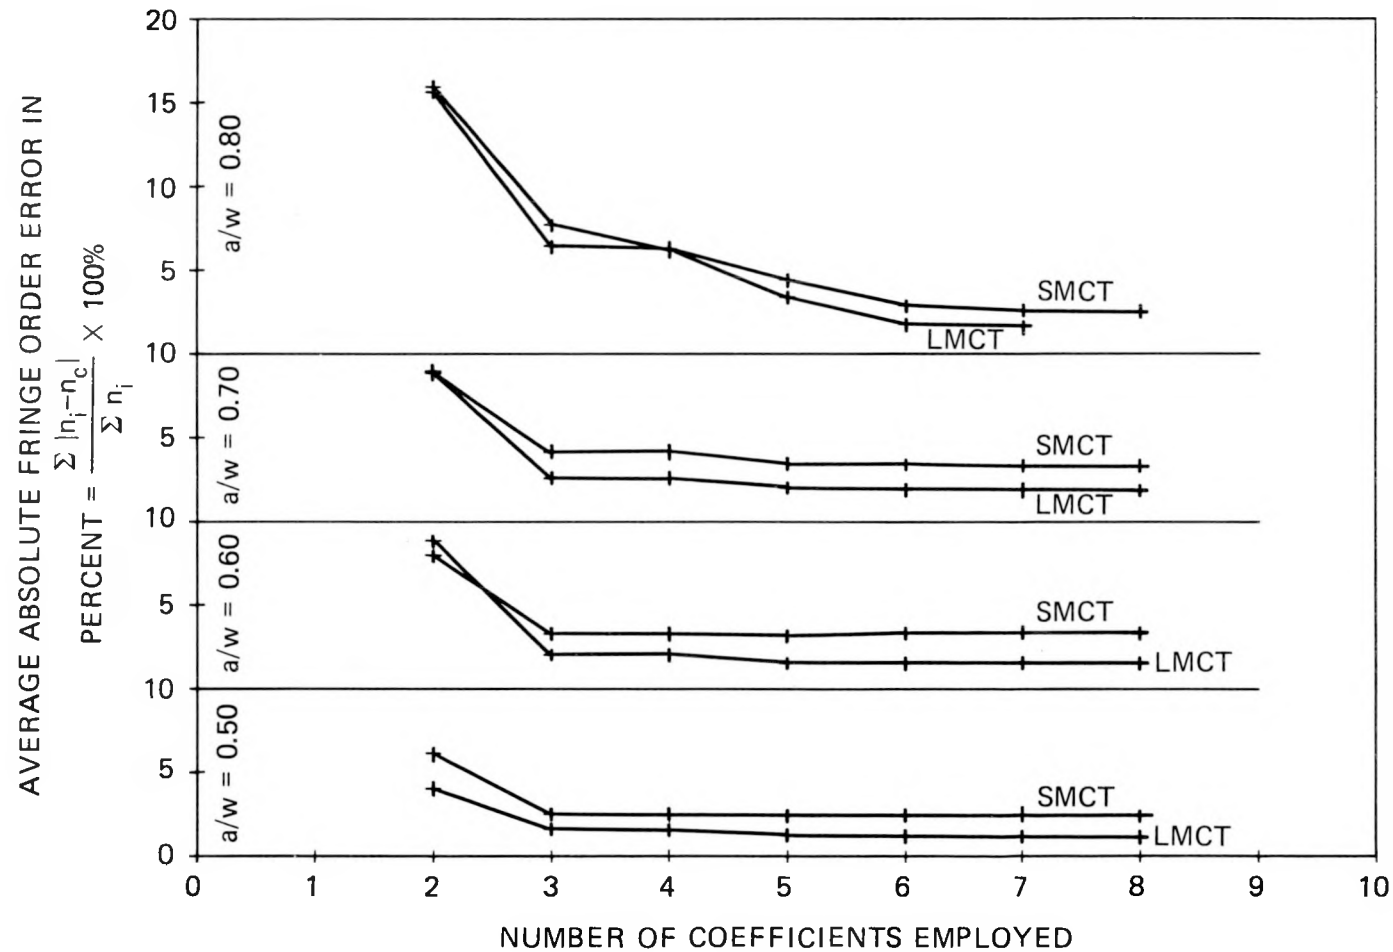 AVERAGE ABSOLUTE FRINGE ORDER ERROR IN
PERCENT = Σ |nᵢ−n_c| / Σ nᵢ X 100%
20
15
10
5
10
5
10
5
10
5
0
a/w = 0.80
a/w = 0.70
a/w = 0.60
a/w = 0.50
SMCT
LMCT
SMCT
LMCT
SMCT
LMCT
SMCT
LMCT
0 1 2 3 4 5 6 7 8 9 10
NUMBER OF COEFFICIENTS EMPLOYED